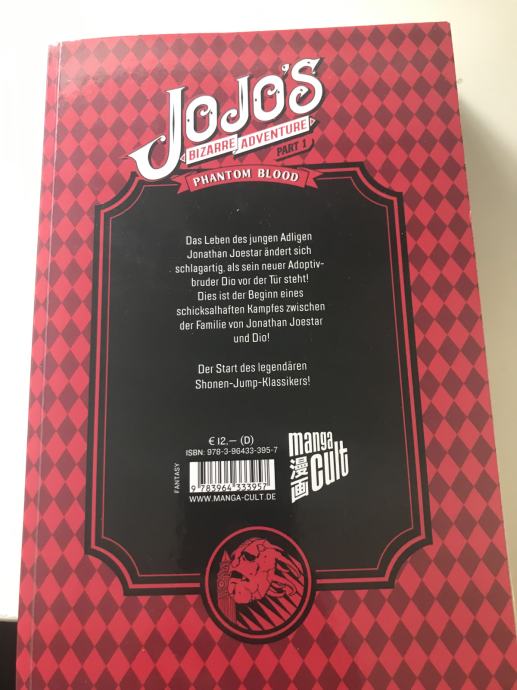 JOJO'S
BIZARRE ADVENTURE
PART 1
PHANTOM BLOOD
Das Leben des jungen Adligen
Jonathan Joestar ändert sich
schlagartig, als sein neuer Adoptiv-
bruder Dio vor der Tür steht!
Dies ist der Beginn eines
schicksalhaften Kampfes zwischen
der Familie von Jonathan Joestar
und Dio!
Der Start des legendären
Shonen-Jump-Klassikers!
€ 12,— (D)
ISBN: 978-3-96433-395-7
FANTASY
9 783964 333957
WWW.MANGA-CULT.DE
manga
漫画 cult